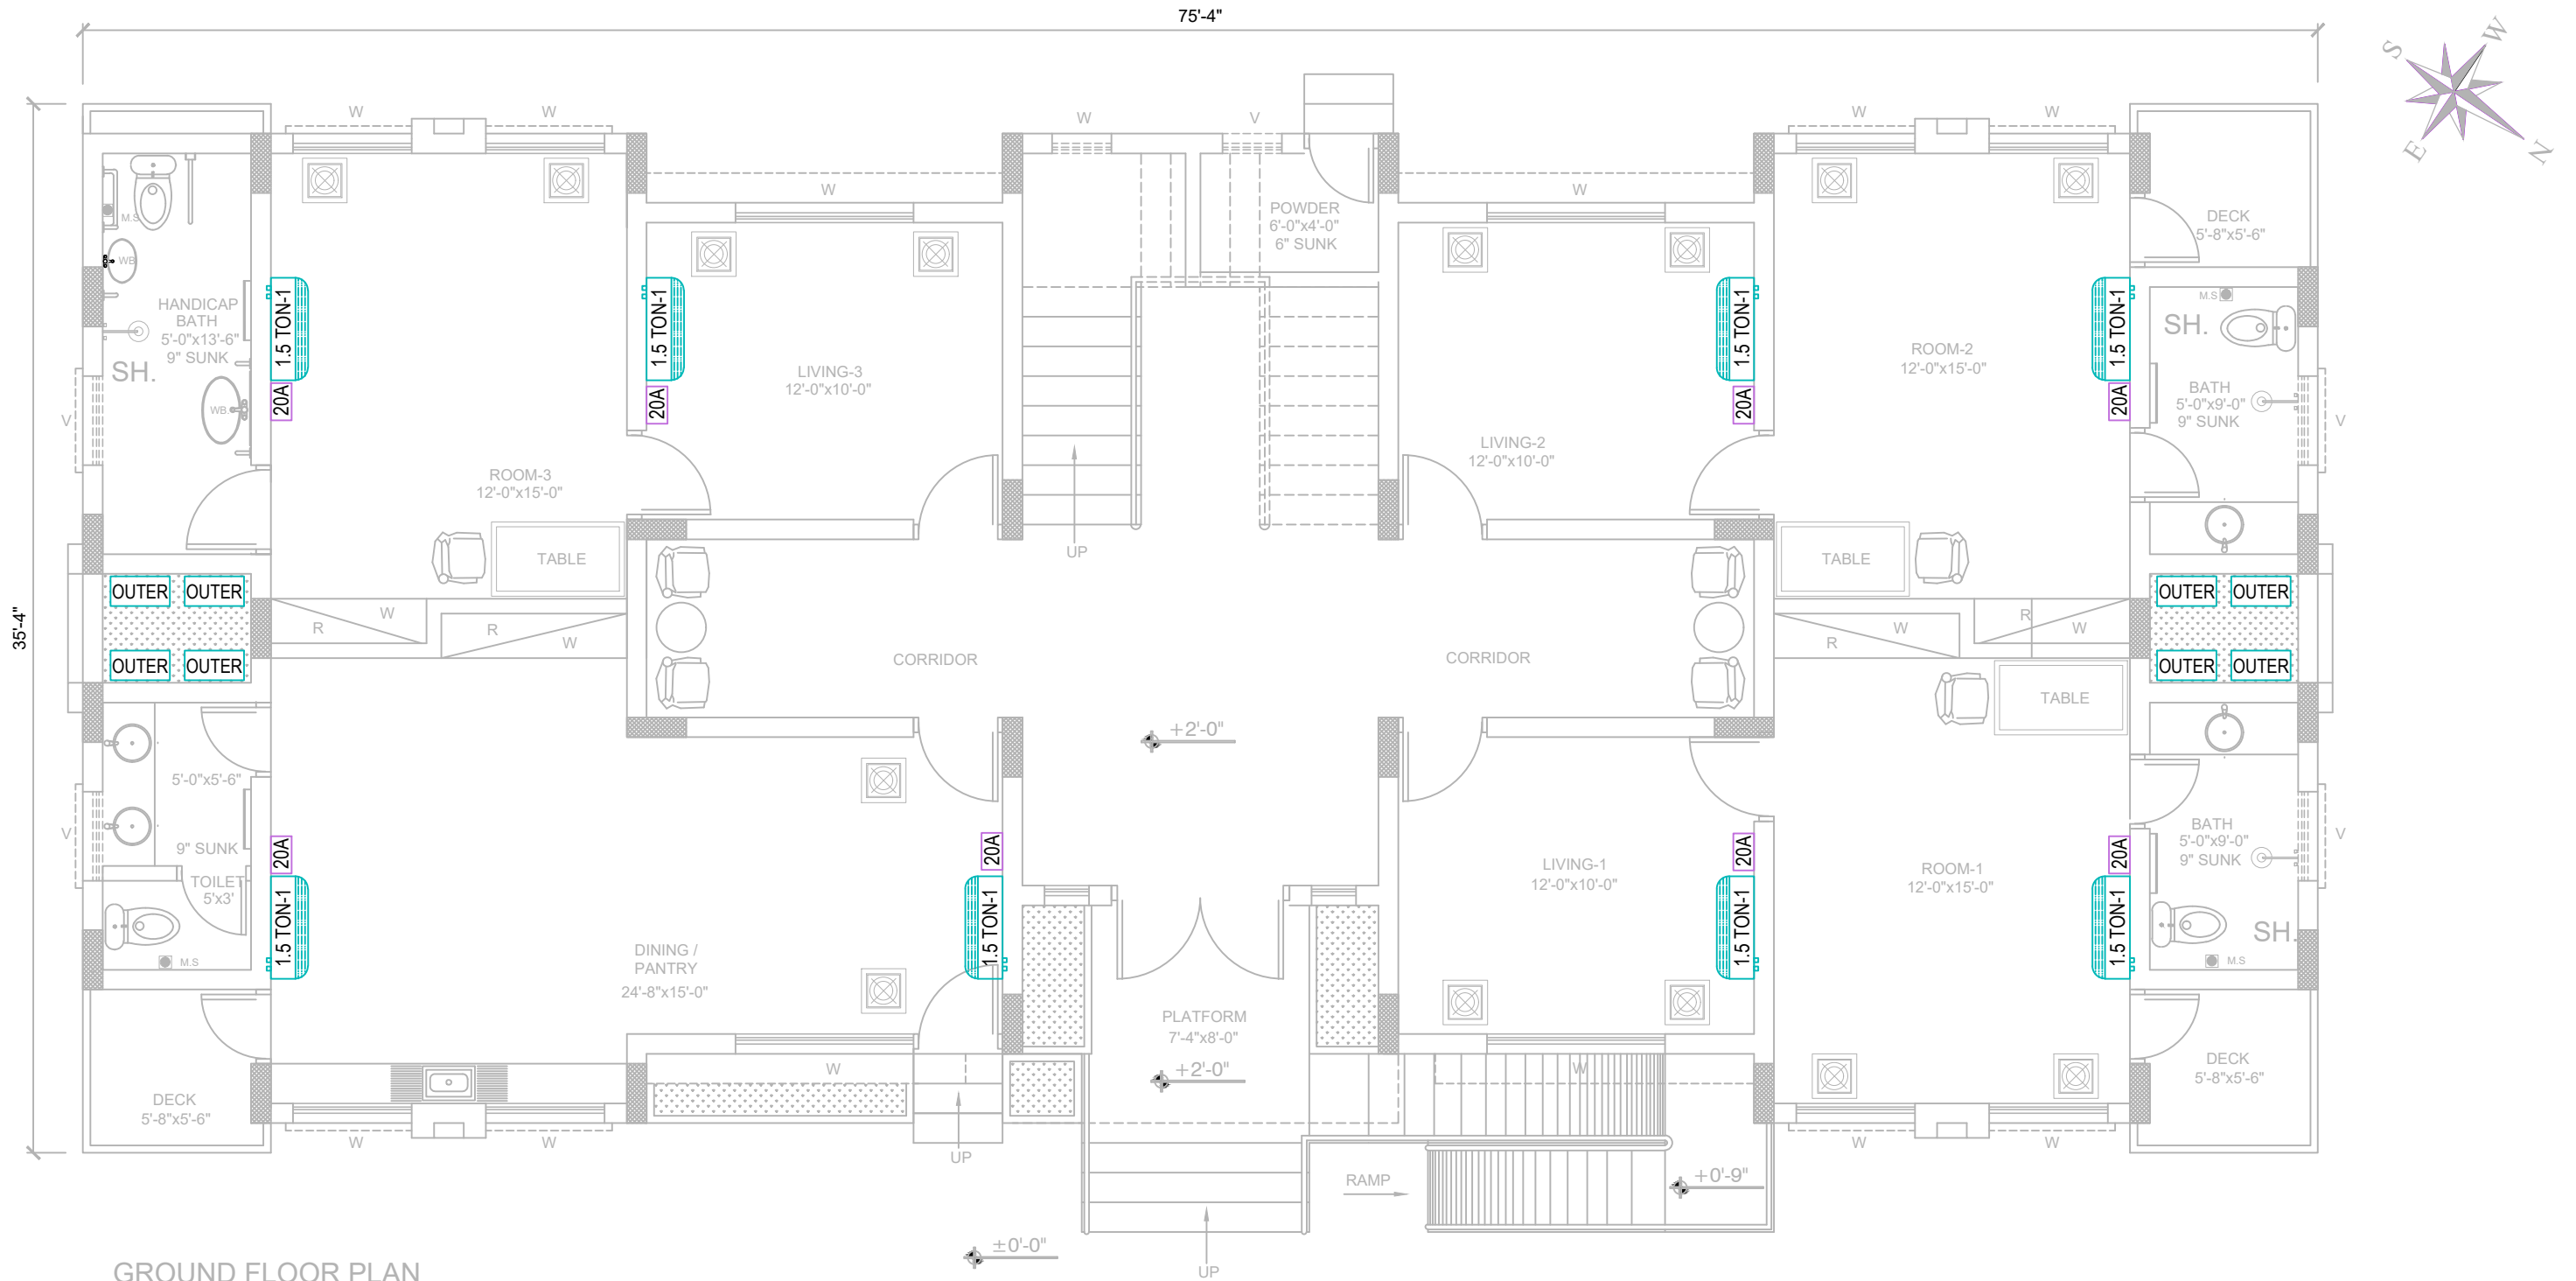 75'-4"
S
W
E
N
W
W
W
V
W
W
W
W
POWDER
6'-0"x4'-0"
6" SUNK
DECK
5'-8"x5'-6"
M.S
WB
HANDICAP
BATH
5'-0"x13'-6"
9" SUNK
SH.
WB.
V
1.5 TON-1
20A
1.5 TON-1
20A
LIVING-3
12'-0"x10'-0"
ROOM-3
12'-0"x15'-0"
TABLE
UP
1.5 TON-1
20A
LIVING-2
12'-0"x10'-0"
ROOM-2
12'-0"x15'-0"
TABLE
1.5 TON-1
20A
M.S
SH.
BATH
5'-0"x9'-0"
9" SUNK
V
35'-4"
OUTER
OUTER
OUTER
OUTER
R
W
R
W
CORRIDOR
CORRIDOR
R
W
R
W
OUTER
OUTER
OUTER
OUTER
TABLE
+2'-0"
5'-0"x5'-6"
9" SUNK
V
TOILET
5'x3'
M.S
20A
1.5 TON-1
DINING /
PANTRY
24'-8"x15'-0"
20A
1.5 TON-1
LIVING-1
12'-0"x10'-0"
20A
1.5 TON-1
ROOM-1
12'-0"x15'-0"
20A
1.5 TON-1
BATH
5'-0"x9'-0"
9" SUNK
V
SH.
M.S
PLATFORM
7'-4"x8'-0"
+2'-0"
W
W
DECK
5'-8"x5'-6"
DECK
5'-8"x5'-6"
W
W
UP
W
W
RAMP
+0'-9"
±0'-0"
UP
GROUND FLOOR PLAN